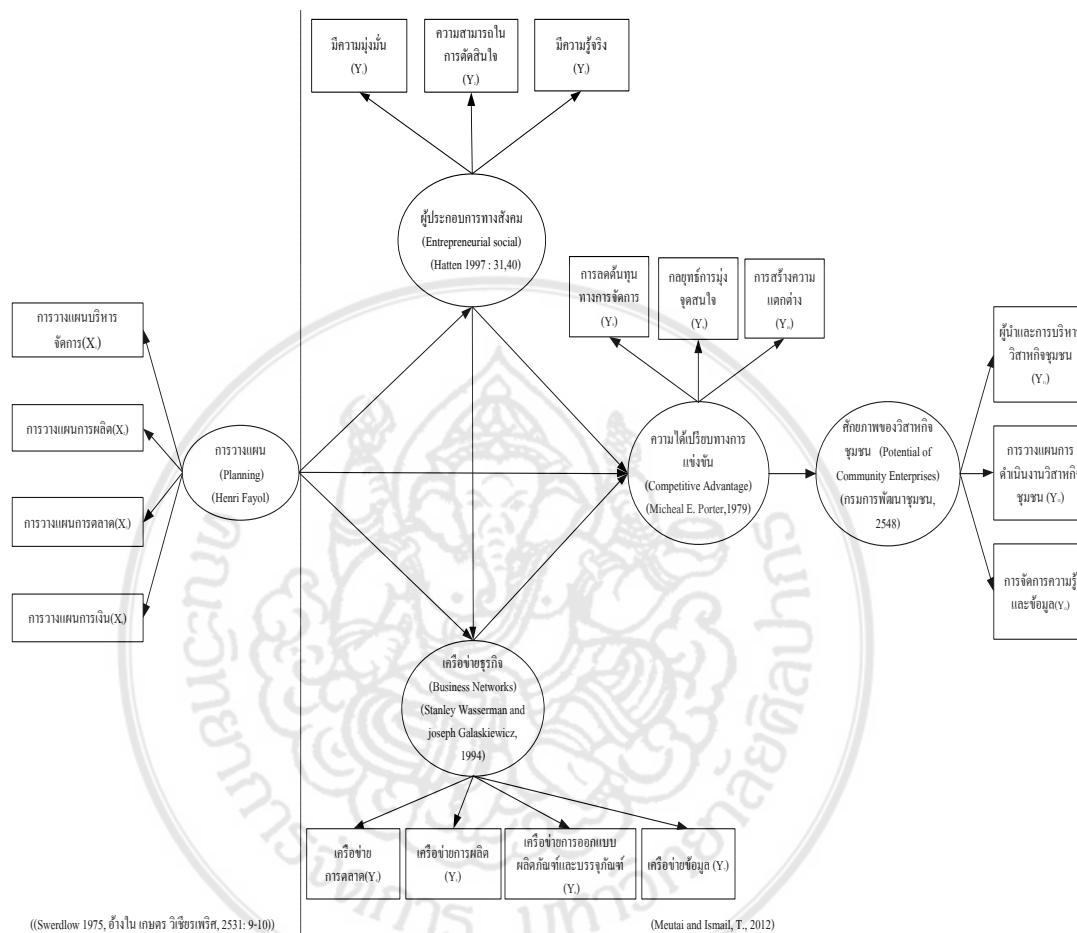 มีความมุ่งมั่น
(Y₁)
ความสามารถใน
การตัดสินใจ
(Y₂)
มีความรู้จริง
(Y₃)
ผู้ประกอบการทางสังคม
(Entrepreneurial social)
(Hatten 1997 : 31,40)
การลดต้นทุน
ทางการจัดการ
(Y₈)
กลยุทธ์การมุ่ง
จุดสนใจ
(Y₉)
การสร้างความ
แตกต่าง
(Y₁₀)
การวางแผนบริหาร
จัดการ(X₁)
การวางแผนการผลิต(X₂)
การวางแผนการตลาด(X₃)
การวางแผนการเงิน(X₄)
การวางแผน
(Planning)
(Henri Fayol)
ความได้เปรียบทางการ
แข่งขัน
(Competitive Advantage)
(Micheal E. Porter,1979)
ศักยภาพของวิสาหกิจ
ชุมชน (Potential of
Community Enterprises)
(กรมการพัฒนาชุมชน,
2548)
ผู้นำและการบริหาร
วิสาหกิจชุมชน
(Y₁₁)
การวางแผนการ
ดำเนินงานวิสาหกิจ
ชุมชน (Y₁₂)
การจัดการความรู้
และข้อมูล(Y₁₃)
เครือข่ายธุรกิจ
(Business Networks)
(Stanley Wasserman and
joseph Galaskiewicz,
1994)
เครือข่าย
การตลาด(Y₄)
เครือข่ายการผลิต
(Y₅)
เครือข่ายการออกแบบ
ผลิตภัณฑ์และบรรจุภัณฑ์
(Y₆)
เครือข่ายข้อมูล (Y₇)
((Swerdlow 1975, อ้างใน เกษตร วิเชียรเพริศ, 2531: 9-10))
(Meutai and Ismail, T., 2012)